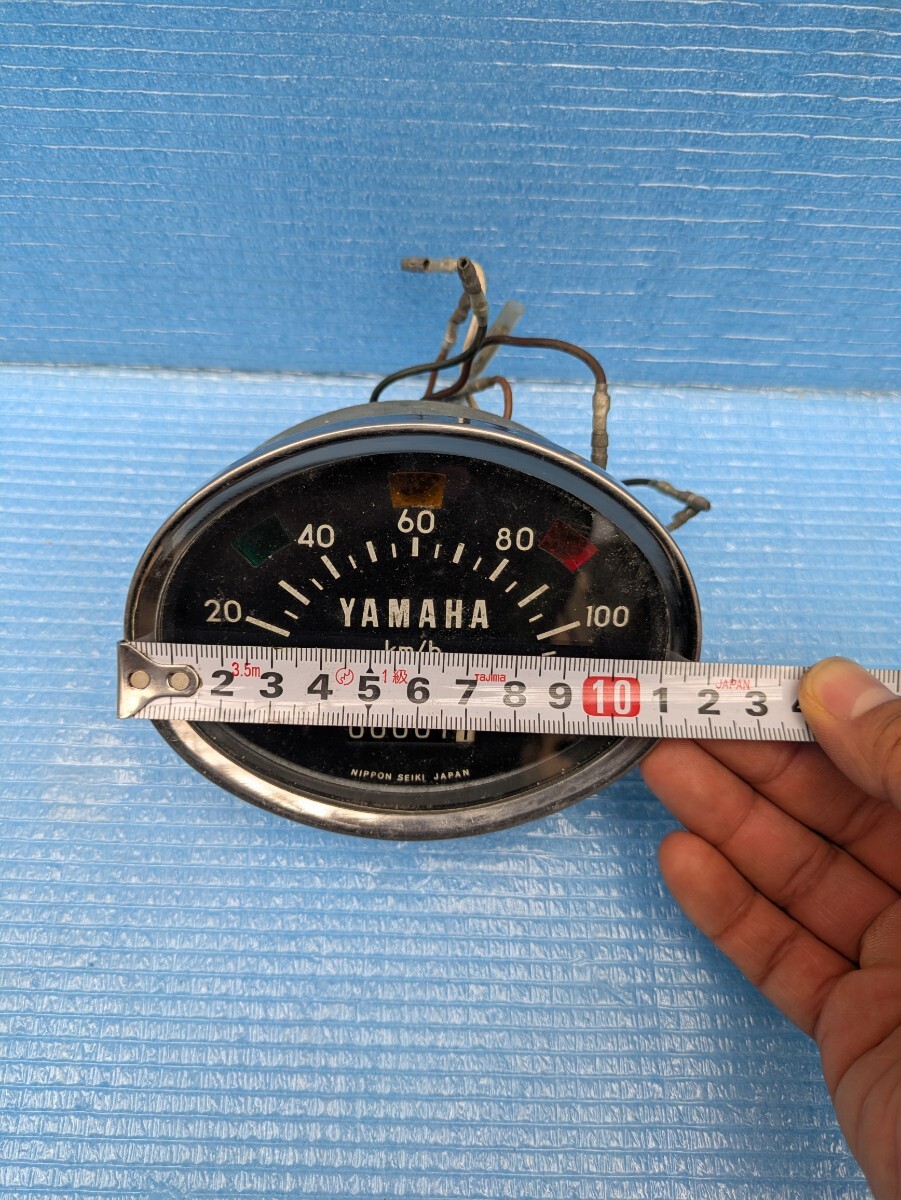 20 40 60 80 100
YAMAHA
km/h
3.5m 1級 Tajima JAPAN
2 3 4 5 6 7 8 9 10 1 2 3
NIPPON SEIKI JAPAN